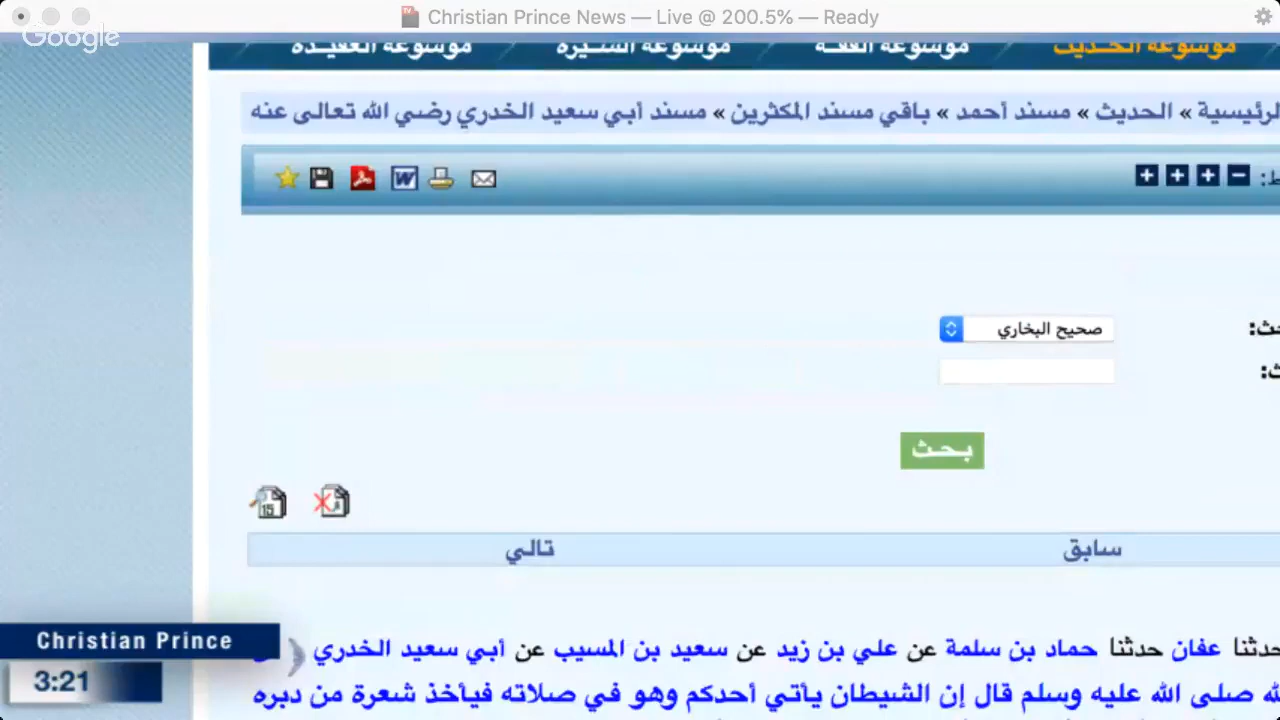 Christian Prince News — Live @ 200.5% — Ready
Google
موسوعة الحديث موسوعة الفقه موسوعة السيرة موسوعة العقيدة
الرئيسية » الحديث » مسند أحمد » باقي مسند المكثرين » مسند أبي سعيد الخدري رضي الله تعالى عنه
صحيح البخاري
بحث
15
سابق تالي
حدثنا عفان حدثنا حماد بن سلمة عن علي بن زيد عن سعيد بن المسيب عن أبي سعيد الخدري
صلى الله عليه وسلم قال إن الشيطان يأتي أحدكم وهو في صلاته فيأخذ شعرة من دبره
Christian Prince
3:21